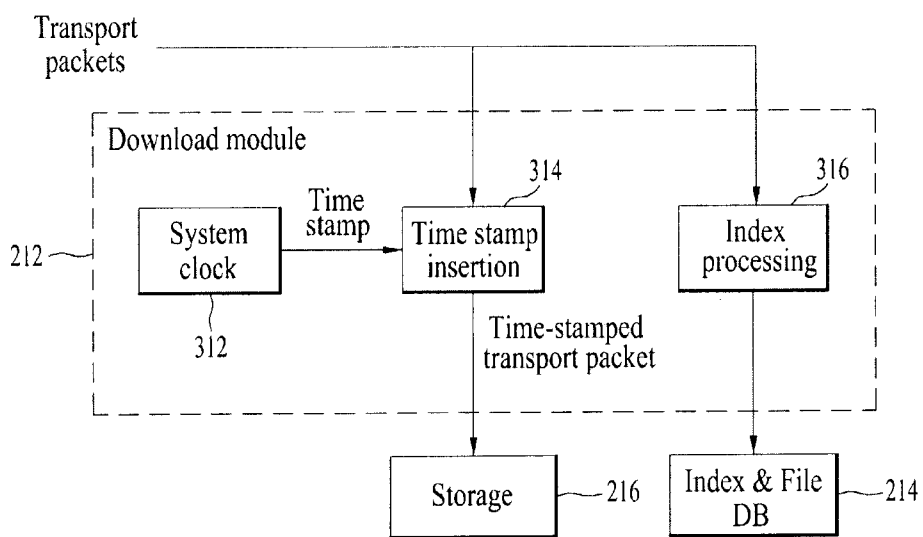 Transport
packets
Download module
314
316
Time
stamp
System
clock
Time stamp
insertion
Index
processing
212
312
Time-stamped
transport packet
Storage
216
Index & File
DB
214